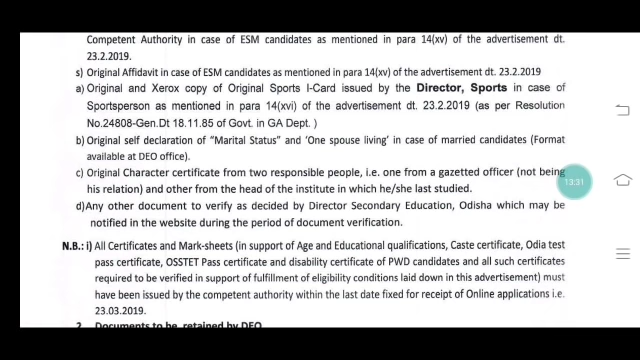 Competent Authority in case of ESM candidates as mentioned in para 14(xv) of the advertisement dt.
23.2.2019.
s) Original Affidavit in case of ESM candidates as mentioned in para 14(xv) of the advertisement dt. 23.2.2019
a) Original and Xerox copy of Original Sports I-Card issued by the Director, Sports in case of
Sportsperson as mentioned in para 14(xvi) of the advertisement dt. 23.2.2019 (as per Resolution
No.24808-Gen.Dt 18.11.85 of Govt. in GA Dept. )
b) Original self declaration of "Marital Status" and 'One spouse living' in case of married candidates (Format
available at DEO office).
c) Original Character certificate from two responsible people, i.e. one from a gazetted officer (not being
his relation) and other from the head of the institute in which he/she last studied.
13:31
d)Any other document to verify as decided by Director Secondary Education, Odisha which may be
notified in the website during the period of document verification.
N.B.: i) All Certificates and Mark-sheets (in support of Age and Educational qualifications, Caste certificate, Odia test
pass certificate, OSSTET Pass certificate and disability certificate of PWD candidates and all such certificates
required to be verified in support of fulfillment of eligibility conditions laid down in this advertisement) must
have been issued by the competent authority within the last date fixed for receipt of Online applications i.e.
23.03.2019.
2. Documents to be retained by DEO